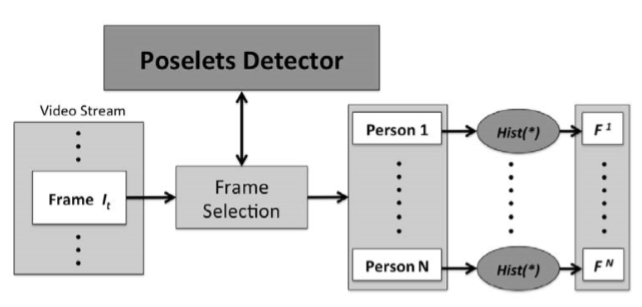 Poselets Detector
Video Stream
Frame I_t
Frame
Selection
Person 1
Hist(*)
F^1
Person N
Hist(*)
F^N